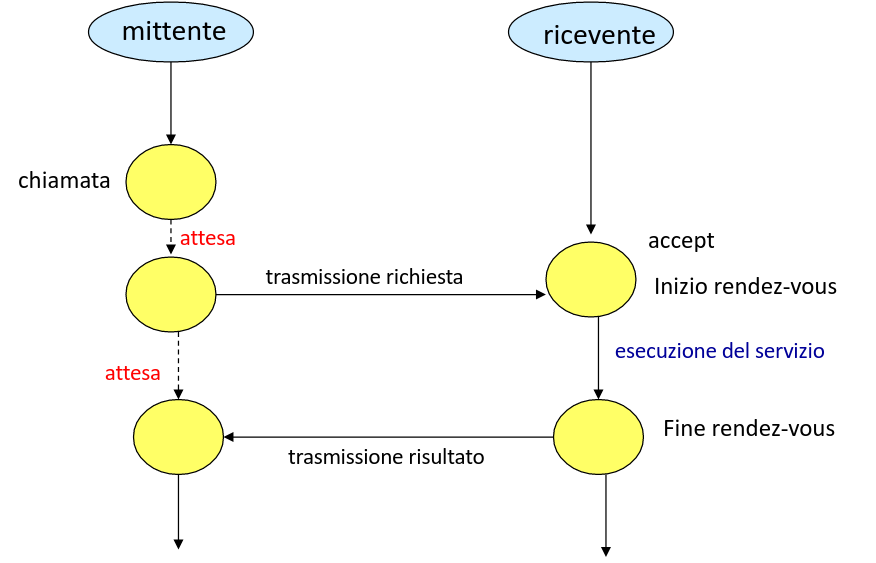 mittente
ricevente
chiamata
attesa
accept
trasmissione richiesta
Inizio rendez-vous
esecuzione del servizio
attesa
Fine rendez-vous
trasmissione risultato